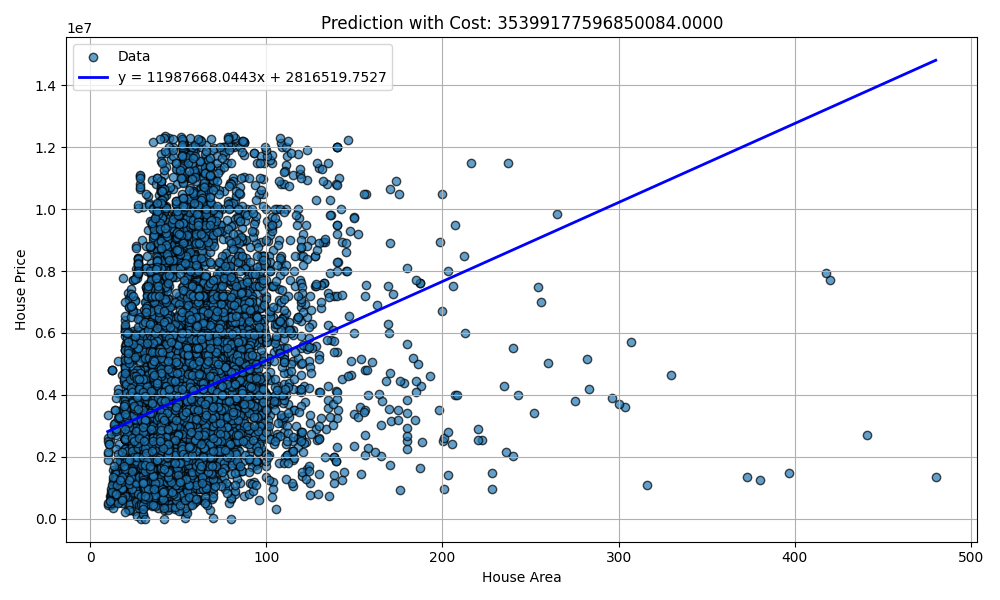 Prediction with Cost: 35399177596850084.0000
1e7
Data
y = 11987668.0443x + 2816519.7527
1.4
1.2
1.0
0.8
0.6
0.4
0.2
0.0
House Price
0 100 200 300 400 500
House Area